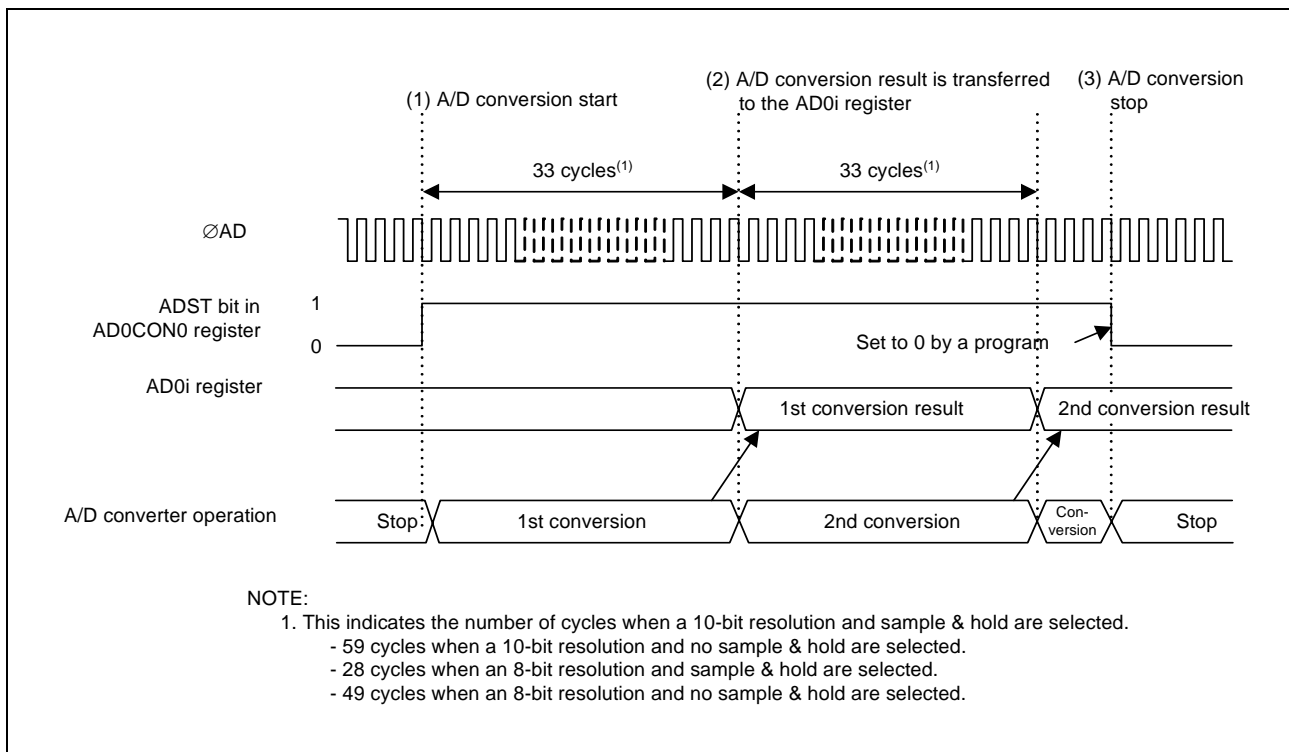 (1) A/D conversion start
(2) A/D conversion result is transferred
to the AD0i register
(3) A/D conversion
stop
33 cycles(1)
33 cycles(1)
∅AD
ADST bit in
AD0CON0 register
1
0
Set to 0 by a program
AD0i register
1st conversion result
2nd conversion result
A/D converter operation
Stop
1st conversion
2nd conversion
Con-
version
Stop
NOTE:
1. This indicates the number of cycles when a 10-bit resolution and sample & hold are selected.
- 59 cycles when a 10-bit resolution and no sample & hold are selected.
- 28 cycles when an 8-bit resolution and sample & hold are selected.
- 49 cycles when an 8-bit resolution and no sample & hold are selected.